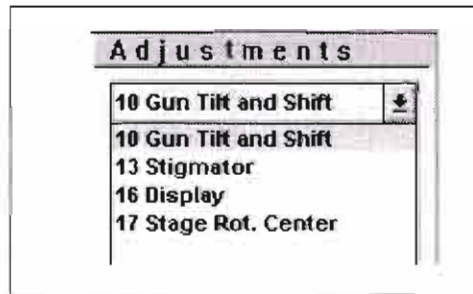 Adjustments
10 Gun Tilt and Shift
10 Gun Tilt and Shift
13 Stigmator
16 Display
17 Stage Rot. Center